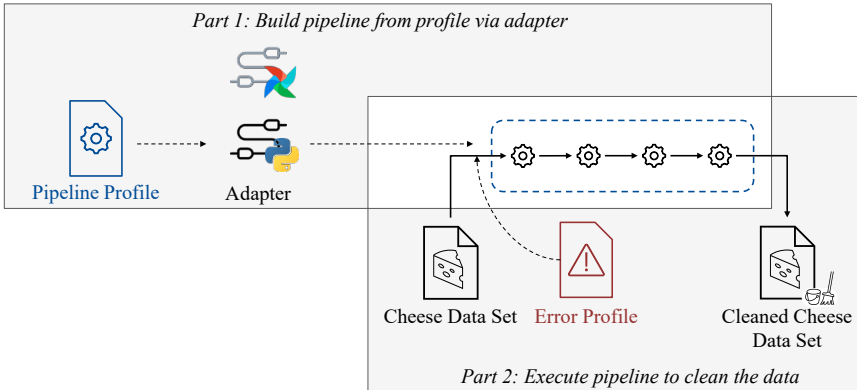 Part 1: Build pipeline from profile via adapter
Pipeline Profile
Adapter
Cheese Data Set
Error Profile
Cleaned Cheese
Data Set
Part 2: Execute pipeline to clean the data